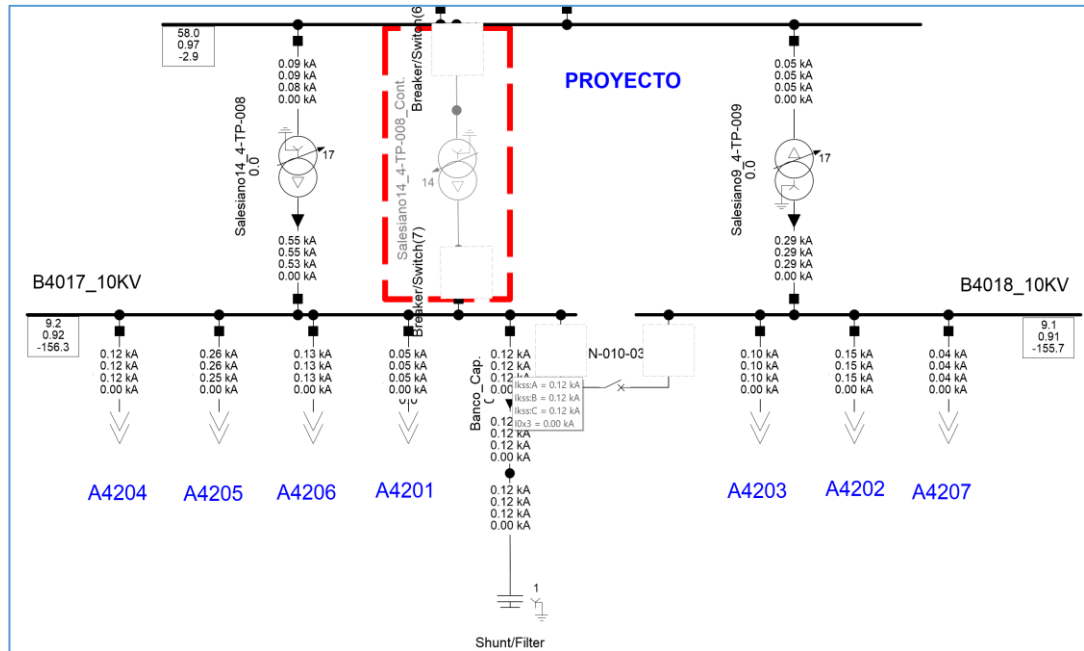 58.0
0.97
-2.9
PROYECTO
Salesiano14_4-TP-008
0.0
0.09 kA
0.09 kA
0.08 kA
0.00 kA
17
0.55 kA
0.55 kA
0.53 kA
0.00 kA
Breaker/Switch(6
Salesiano14_4-TP-008_Cont.
14
Breaker/Switch(7)
Salesiano9_4-TP-009
0.0
0.05 kA
0.05 kA
0.05 kA
0.00 kA
17
0.29 kA
0.29 kA
0.29 kA
0.00 kA
B4017_10KV
B4018_10KV
9.2
0.92
-156.3
9.1
0.91
-155.7
0.12 kA
0.12 kA
0.12 kA
0.00 kA
0.26 kA
0.26 kA
0.25 kA
0.00 kA
0.13 kA
0.13 kA
0.13 kA
0.00 kA
0.05 kA
0.05 kA
0.05 kA
0.00 kA
Banco_Cap.
0.12 kA
0.12 kA
0.12
0.00
N-010-03
Ikss:A = 0.12 kA
Ikss:B = 0.12 kA
Ikss:C = 0.12 kA
I0x3 = 0.00 kA
0.10 kA
0.10 kA
0.10 kA
0.00 kA
0.15 kA
0.15 kA
0.15 kA
0.00 kA
0.04 kA
0.04 kA
0.04 kA
0.00 kA
0.12
0.12 kA
0.12 kA
0.00 kA
A4204
A4205
A4206
A4201
A4203
A4202
A4207
0.12 kA
0.12 kA
0.12 kA
0.00 kA
1
Shunt/Filter